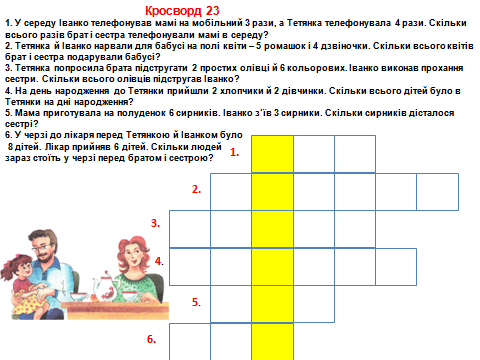 Кросворд 23
1. У середу Іванко телефонував мамі на мобільний 3 рази, а Тетянка телефонувала 4 рази. Скільки
всього разів брат і сестра телефонували мамі в середу?
2. Тетянка й Іванко нарвали для бабусі на полі квіти – 5 ромашок і 4 дзвіночки. Скільки всього квітів
брат і сестра подарували бабусі?
3. Тетянка попросила брата підстругати 2 простих олівці й 6 кольорових. Іванко виконав прохання
сестри. Скільки всього олівців підстругав Іванко?
4. На день народження до Тетянки прийшли 2 хлопчики й 2 дівчинки. Скільки всього дітей було в
Тетянки на дні народження?
5. Мама приготувала на полуденок 6 сирників. Іванко з’їв 3 сирники. Скільки сирників дісталося
сестрі?
6. У черзі до лікаря перед Тетянкою й Іванком було
8 дітей. Лікар прийняв 6 дітей. Скільки людей
зараз стоїть у черзі перед братом і сестрою?
1.
2.
3.
4.
5.
6.